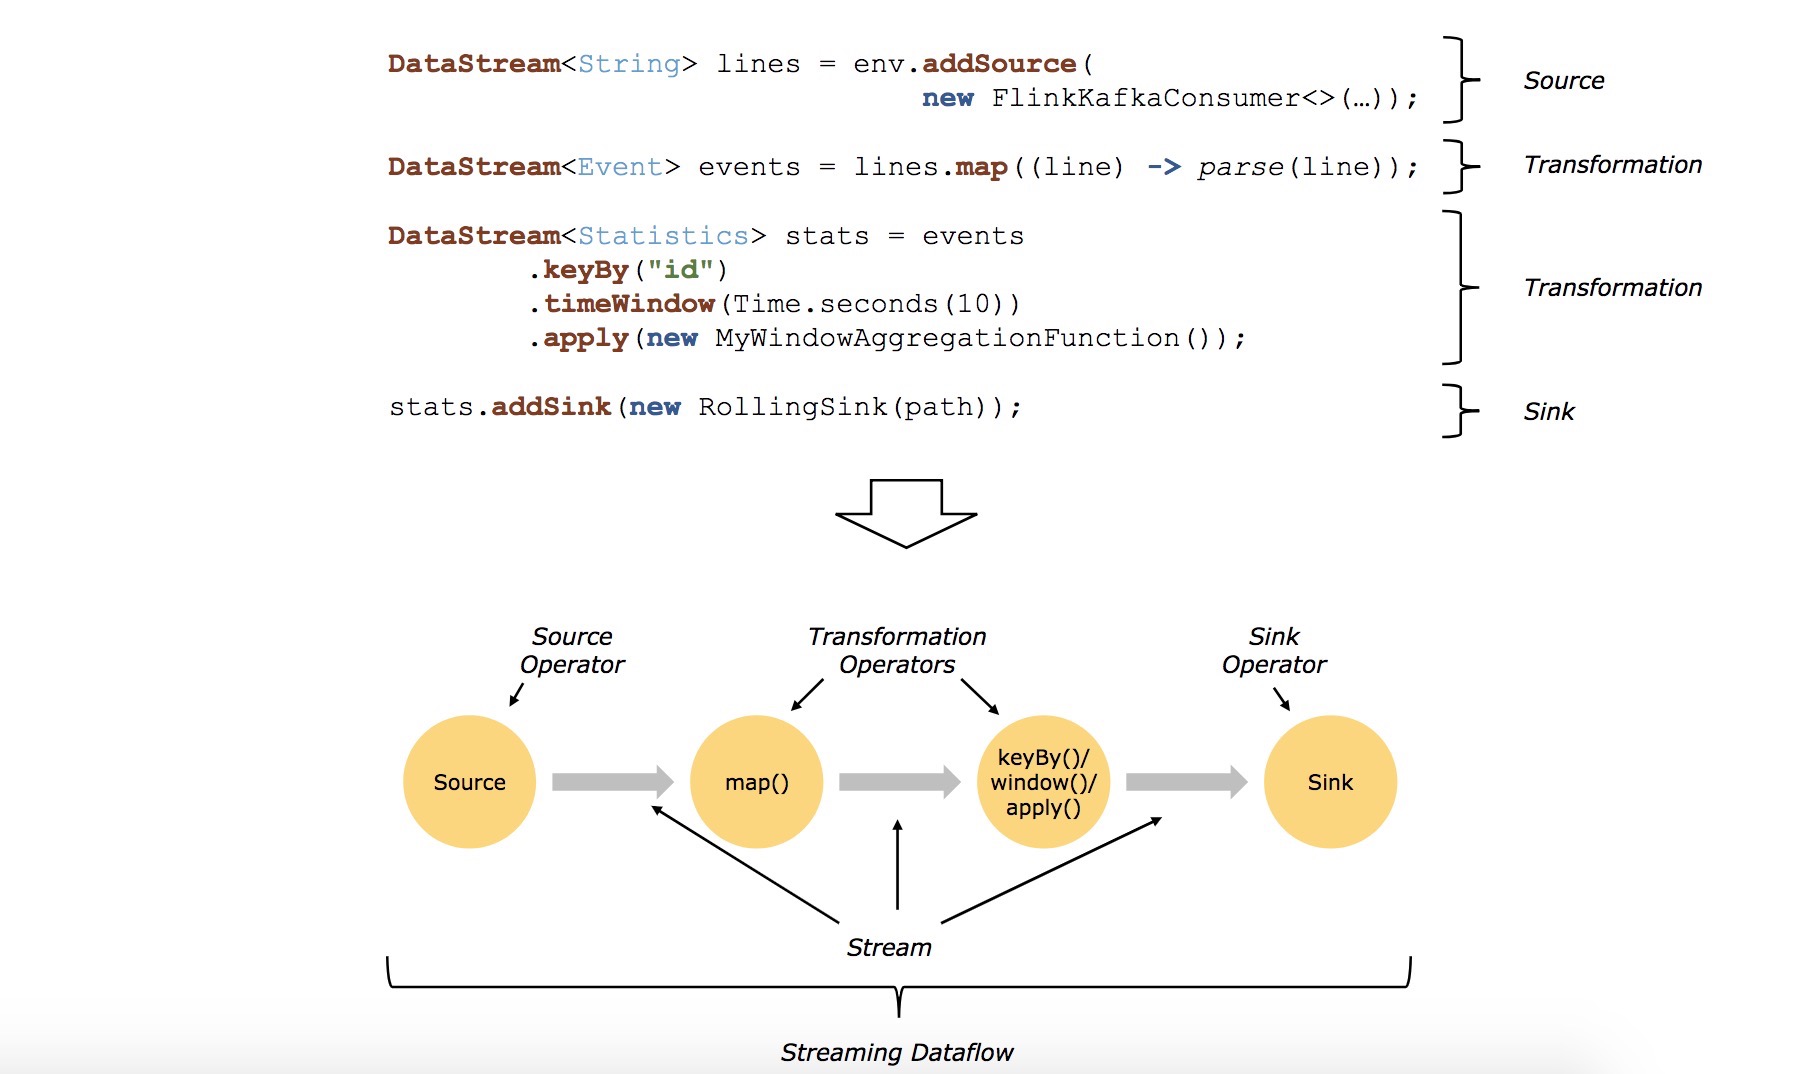 DataStream<String> lines = env.addSource(
new FlinkKafkaConsumer<>(…));
Source
DataStream<Event> events = lines.map((line) -> parse(line));
Transformation
DataStream<Statistics> stats = events
.keyBy("id")
.timeWindow(Time.seconds(10))
.apply(new MyWindowAggregationFunction());
Transformation
stats.addSink(new RollingSink(path));
Sink
Source
Operator
Transformation
Operators
Sink
Operator
Source
map()
keyBy()/
window()/
apply()
Sink
Stream
Streaming Dataflow